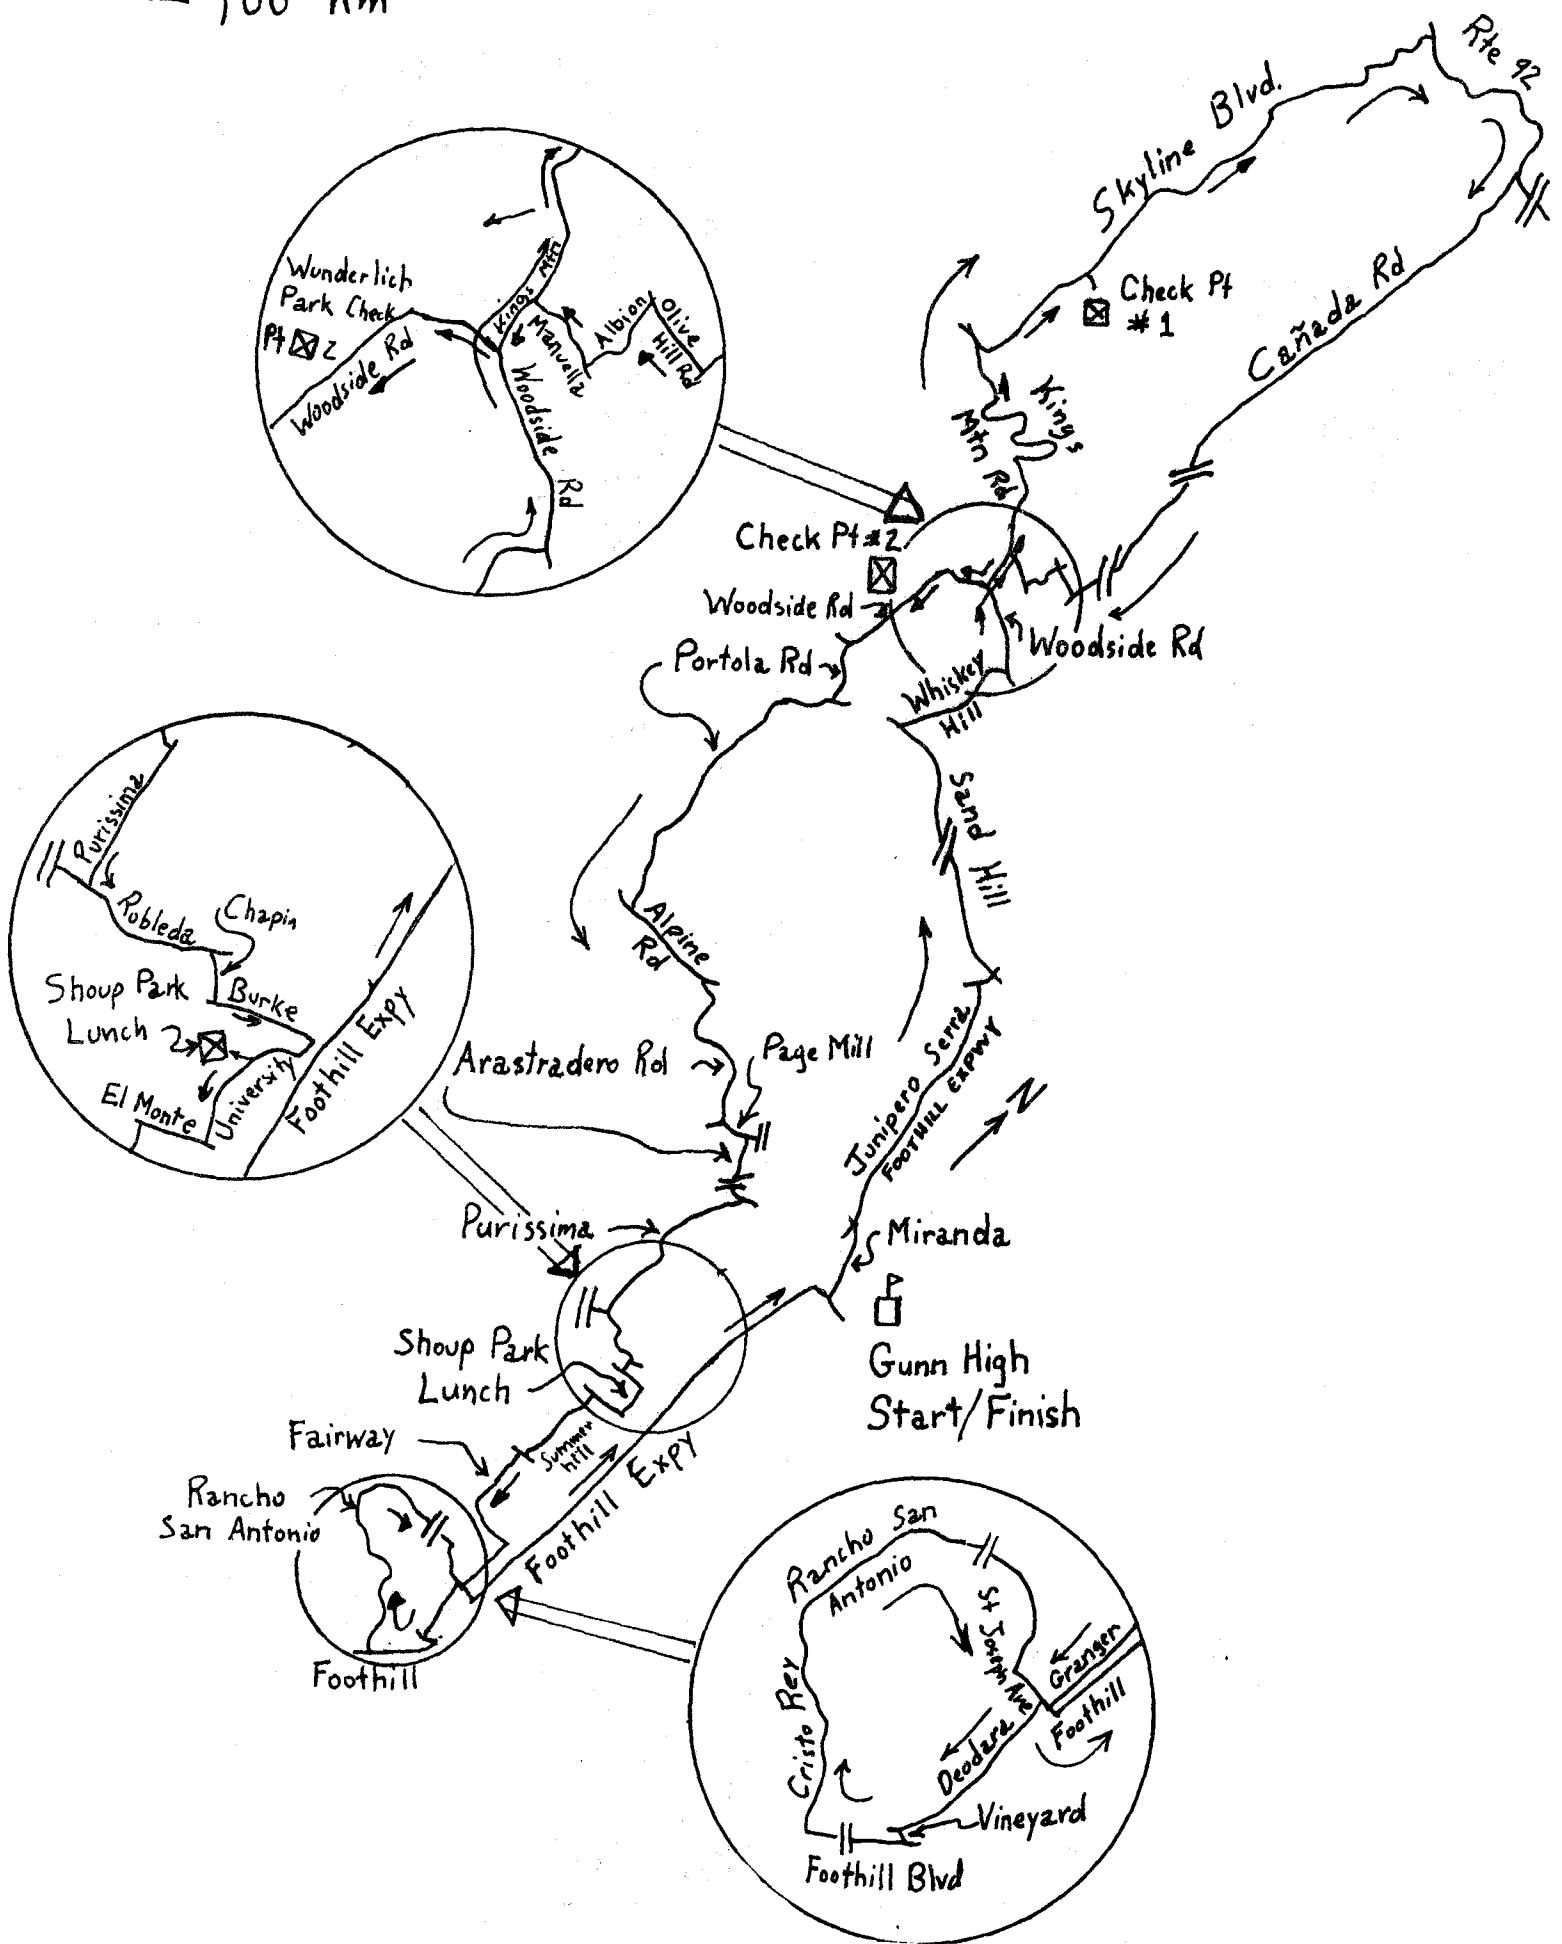 100 Km
Rte 92
Skyline Blvd.
Check Pt
#1
Cañada Rd
Kings
Mtn Rd
Wunderlich
Park Check
Pt 2
Woodside Rd
Kings Mtn
Manuella
Albion
Olive
Hill Rd
Woodside Rd
Check Pt #2
Woodside Rd
Woodside Rd
Portola Rd
Whiskey
Hill
Sand Hill
Purissima
Robleda
Chapin
Shoup Park
Lunch
Burke
El Monte
University
Foothill Expy
Alpine
Rd
Arastradero Rd
Page Mill
Junipero Serra
FOOTHILL EXPWY
N
Purissima
Miranda
Gunn High
Start/Finish
Shoup Park
Lunch
Fairway
Summer
hill
Foothill Expy
Rancho
San Antonio
Foothill
Rancho San
Antonio
St Joseph Ave
Granger
Foothill
Cristo Rey
Deodara
Vineyard
Foothill Blvd